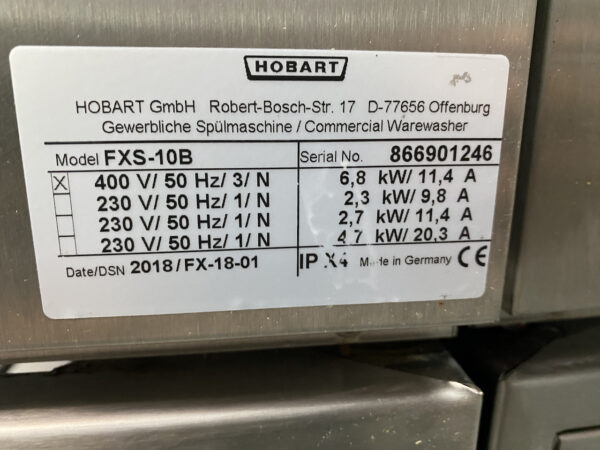 HOBART
HOBART GmbH Robert-Bosch-Str. 17 D-77656 Offenburg
Gewerbliche Spülmaschine / Commercial Warewasher
Model FXS-10B Serial No. 866901246
X 400 V/ 50 Hz/ 3/ N 6,8 kW/ 11,4 A
230 V/ 50 Hz/ 1/ N 2,3 kW/ 9,8 A
230 V/ 50 Hz/ 1/ N 2,7 kW/ 11,4 A
230 V/ 50 Hz/ 1/ N 4,7 kW/ 20,3 A
Date/DSN 2018/FX-18-01 IP X4 Made in Germany CE